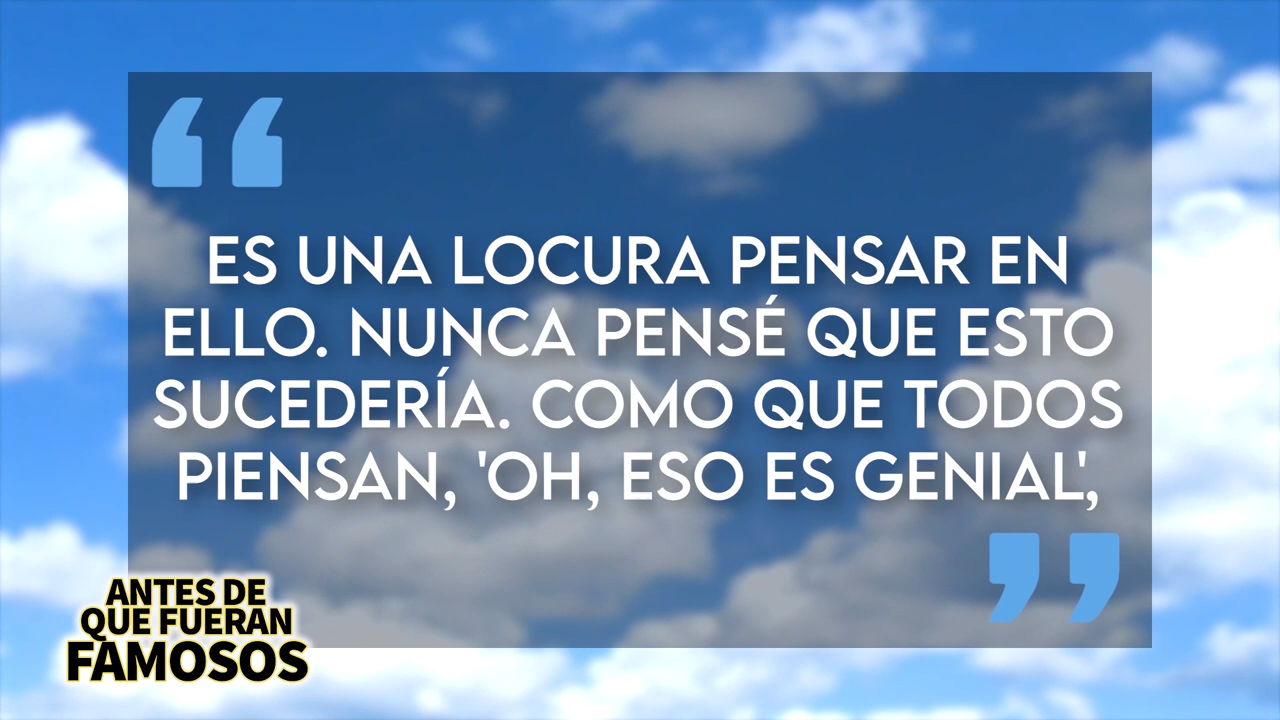 ES UNA LOCURA PENSAR EN
ELLO. NUNCA PENSÉ QUE ESTO
SUCEDERÍA. COMO QUE TODOS
PIENSAN, 'OH, ESO ES GENIAL',
ANTES DE
QUE FUERAN
FAMOSOS